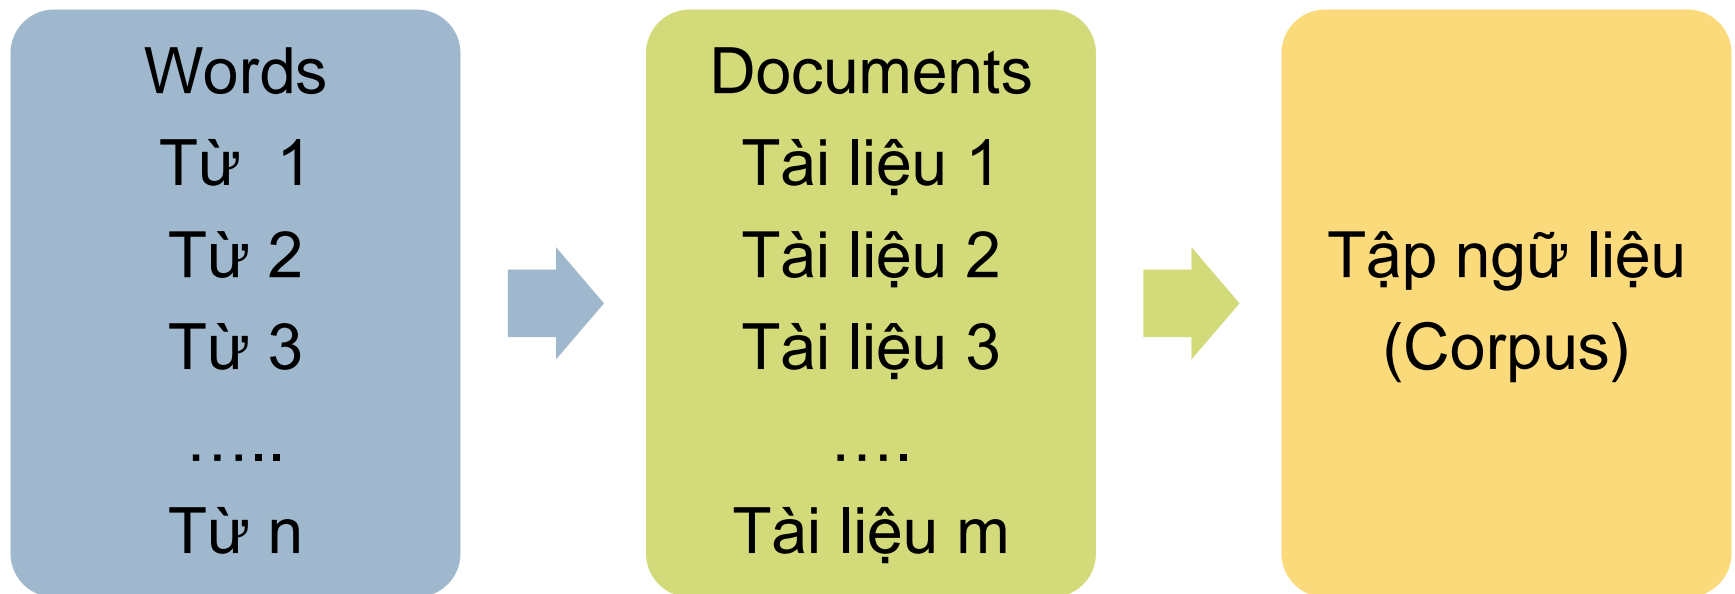 Words
Từ 1
Từ 2
Từ 3
…..
Từ n
Documents
Tài liệu 1
Tài liệu 2
Tài liệu 3
….
Tài liệu m
Tập ngữ liệu
(Corpus)